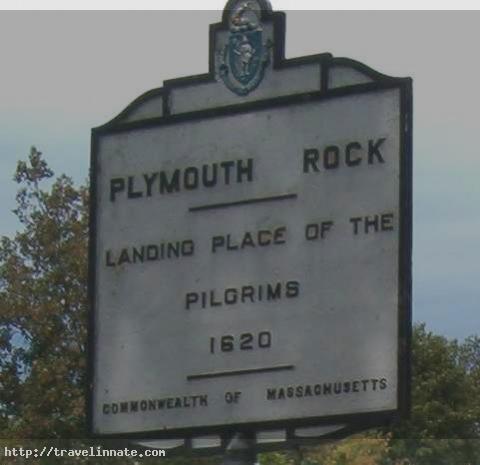 PLYMOUTH ROCK
LANDING PLACE OF THE
PILGRIMS
1620
COMMONWEALTH OF MASSACHUSETTS
http://travelinnate.com/